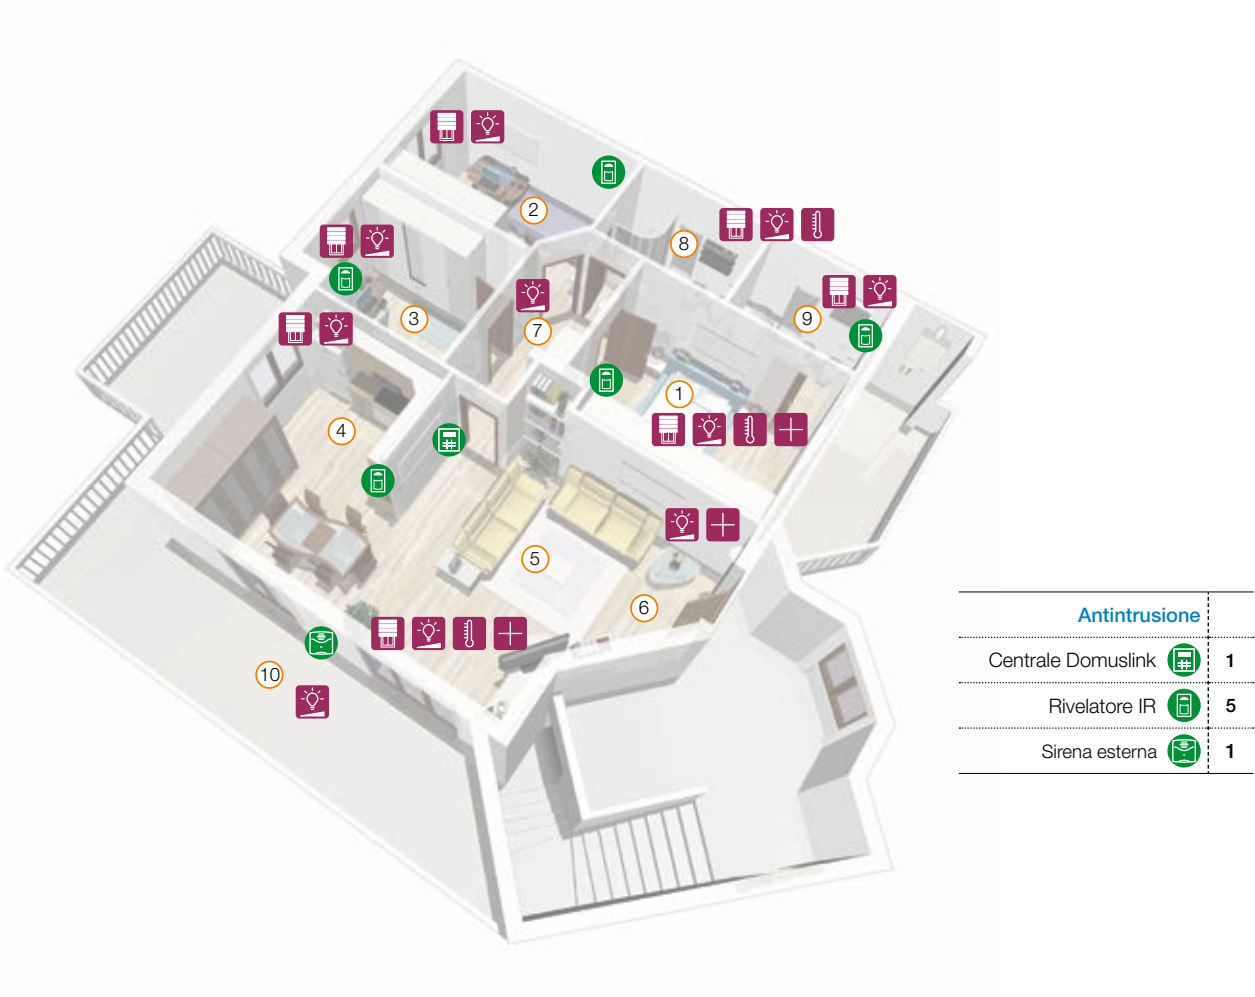 2
8
3
7
9
1
4
5
6
10
Antintrusione
Centrale Domuslink 1
Rivelatore IR 5
Sirena esterna 1